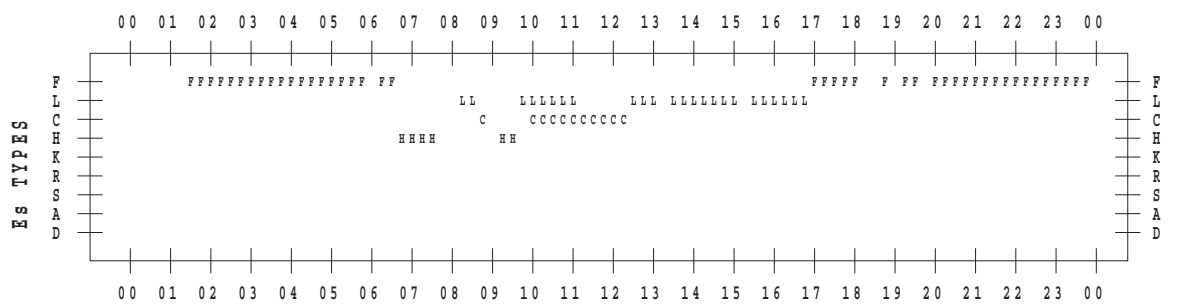 00 01 02 03 04 05 06 07 08 09 10 11 12 13 14 15 16 17 18 19 20 21 22 23 00
F FFFFFFFFFFFFFFFFFF FF FFFFF F FF FFFFFFFFFFFFFFFF F
L LL LLLLLL LLL LLLLLLL LLLLLL L
C C CCCCCCCCCC C
H HHHH HH H
K K
R R
S S
A A
D D
Es TYPES
00 01 02 03 04 05 06 07 08 09 10 11 12 13 14 15 16 17 18 19 20 21 22 23 00